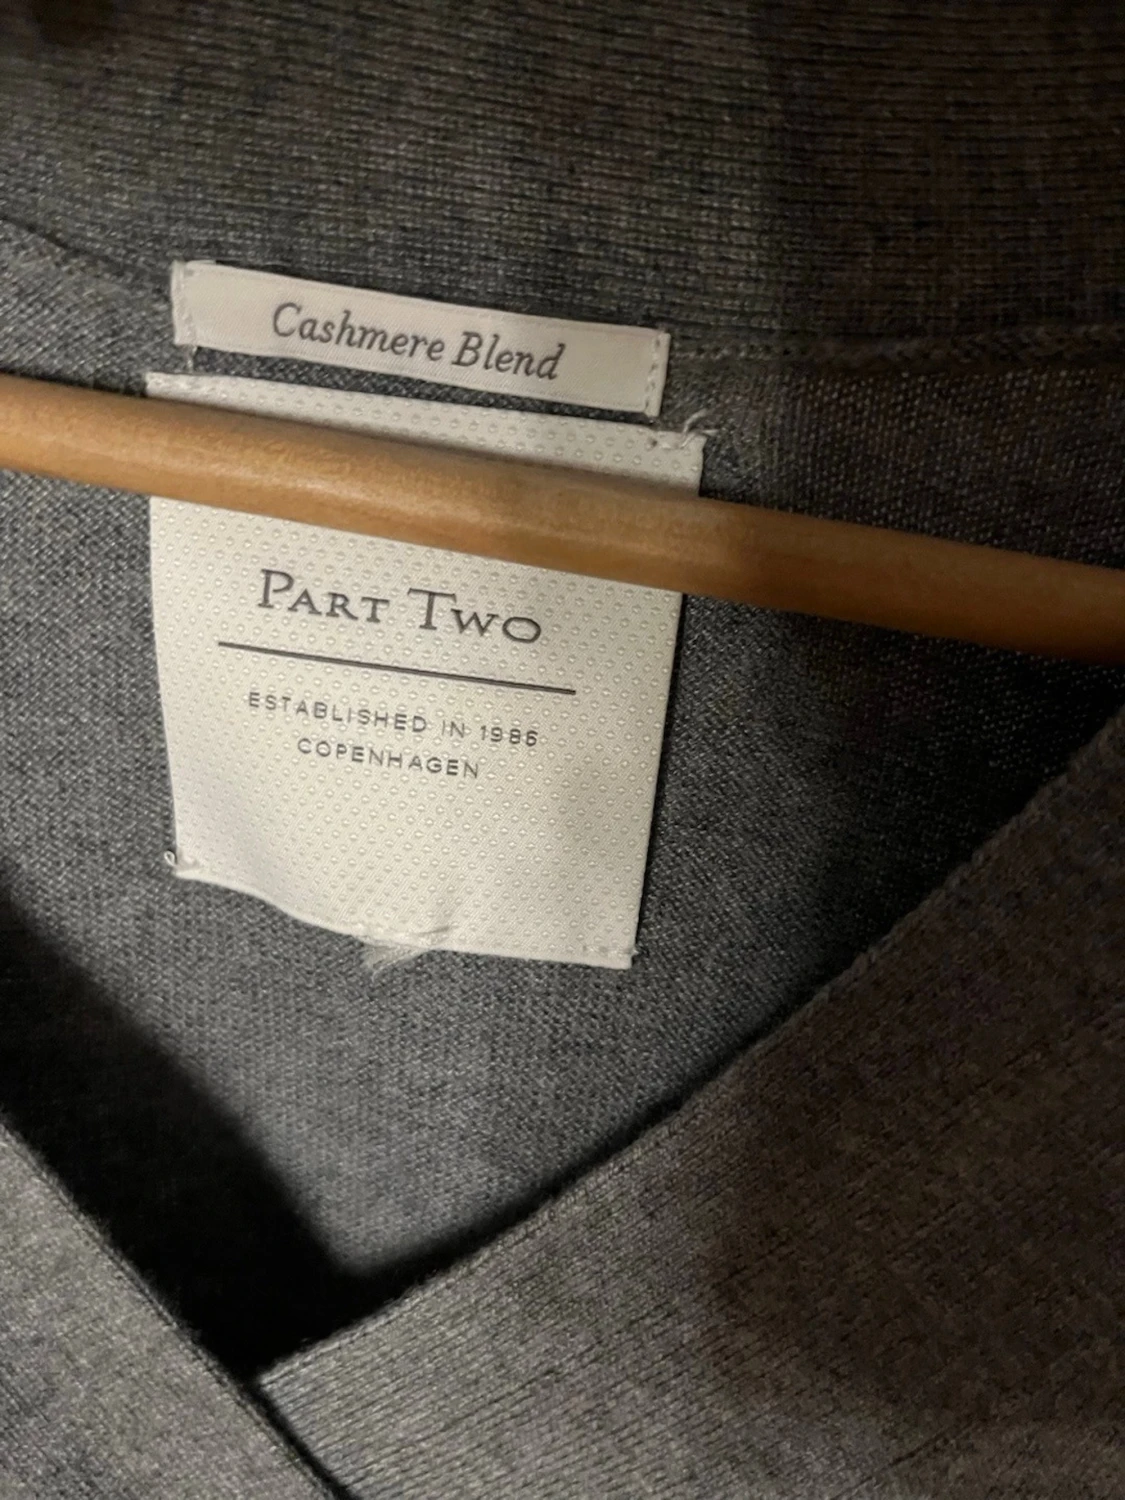 Cashmere Blend
PART TWO
ESTABLISHED IN 1986
COPENHAGEN